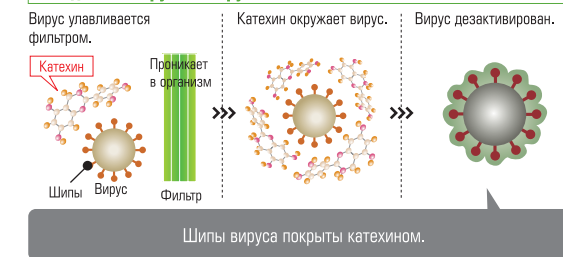 Вирус улавливается
фильтром.
Катехин
Проникает
в организм
Шипы
Вирус
Фильтр
Катехин окружает вирус.
Вирус дезактивирован.
Шипы вируса покрыты катехином.